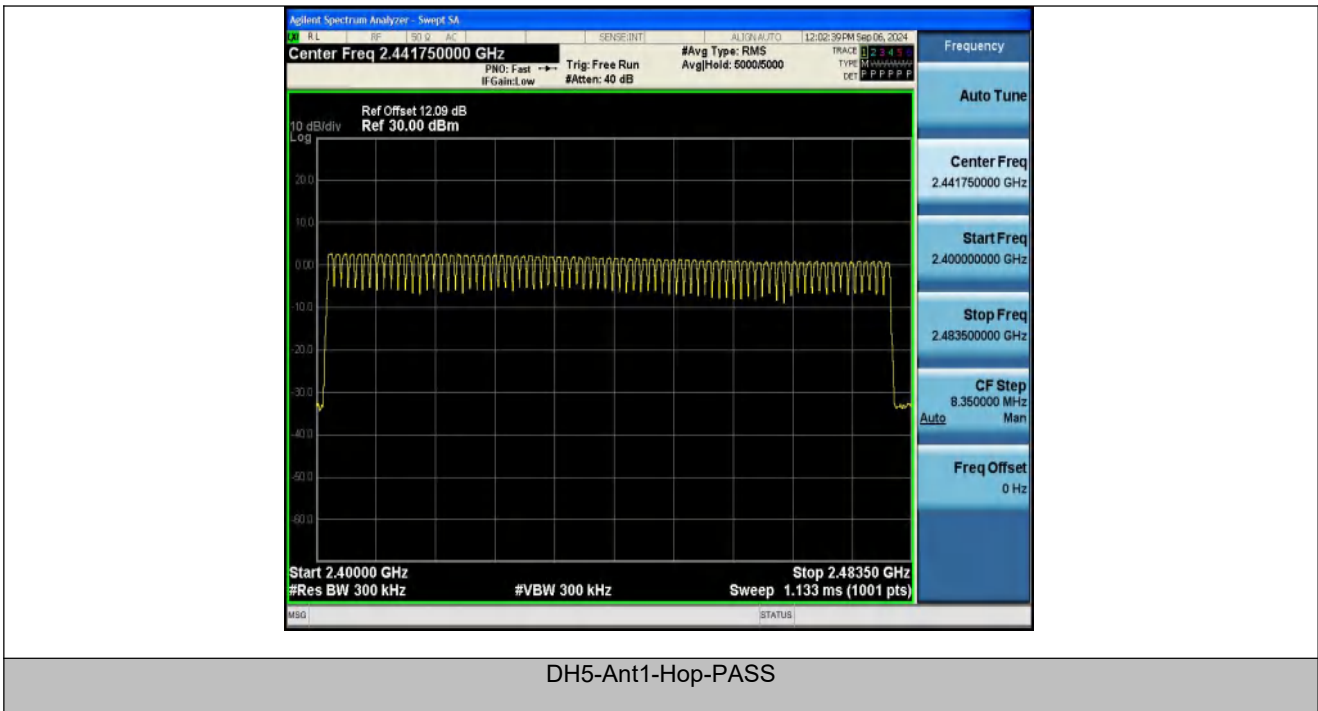 Agilent Spectrum Analyzer - Swept SA
RL RF 50 Ω AC SENSE:INT ALIGN AUTO 12:02:39 PM Sep 06, 2024
Center Freq 2.441750000 GHz
PNO: Fast
IFGain:Low
Trig: Free Run
#Atten: 40 dB
#Avg Type: RMS
Avg|Hold: 5000/5000
TRACE 1 2 3 4 5 6
TYPE M
DET P P P P P P
Ref Offset 12.09 dB
10 dB/div Ref 30.00 dBm
Log
20.0
10.0
0.00
-10.0
-20.0
-30.0
-40.0
-50.0
-60.0
Start 2.40000 GHz Stop 2.48350 GHz
#Res BW 300 kHz #VBW 300 kHz Sweep 1.133 ms (1001 pts)
MSG STATUS
Frequency
Auto Tune
Center Freq
2.441750000 GHz
Start Freq
2.400000000 GHz
Stop Freq
2.483500000 GHz
CF Step
8.350000 MHz
Auto Man
Freq Offset
0 Hz
DH5-Ant1-Hop-PASS